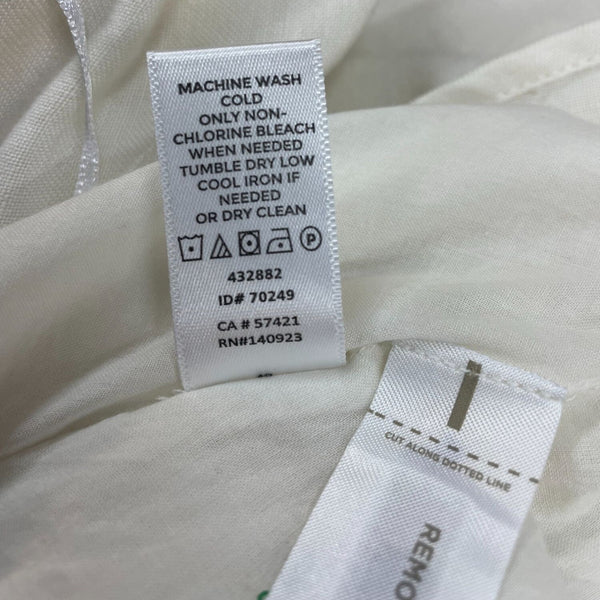 MACHINE WASH
COLD
ONLY NON-
CHLORINE BLEACH
WHEN NEEDED
TUMBLE DRY LOW
COOL IRON IF
NEEDED
OR DRY CLEAN
P
432882
ID# 70249
CA # 57421
RN#140923
CUT ALONG DOTTED LINE
REMO